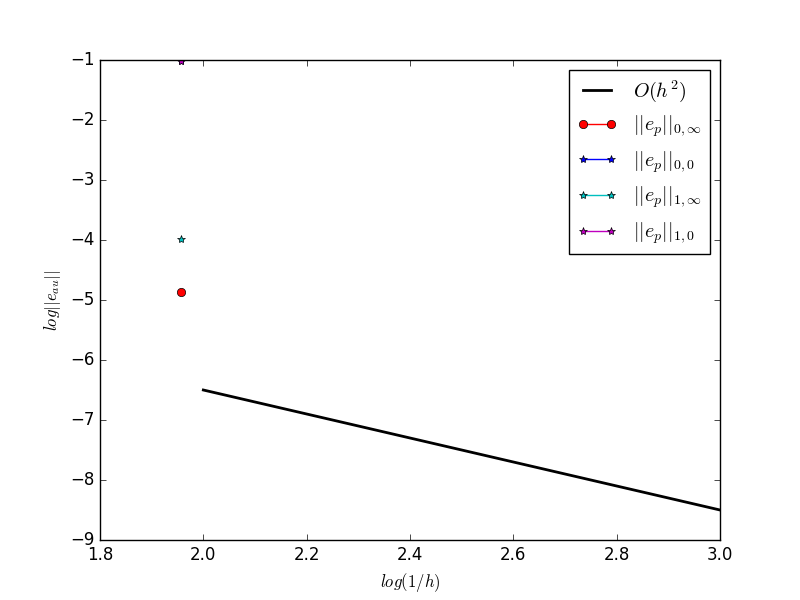 −1
−2
−3
−4
−5
−6
−7
−8
−9
1.8 2.0 2.2 2.4 2.6 2.8 3.0
log(1/h)
log||e_{au}||
O(h^2)
||e_p||_{0,∞}
||e_p||_{0,0}
||e_p||_{1,∞}
||e_p||_{1,0}